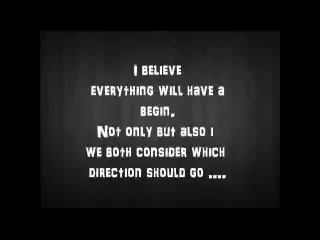 I believe
everything will have a
begin.
Not only but also i
we both consider which
direction should go ....